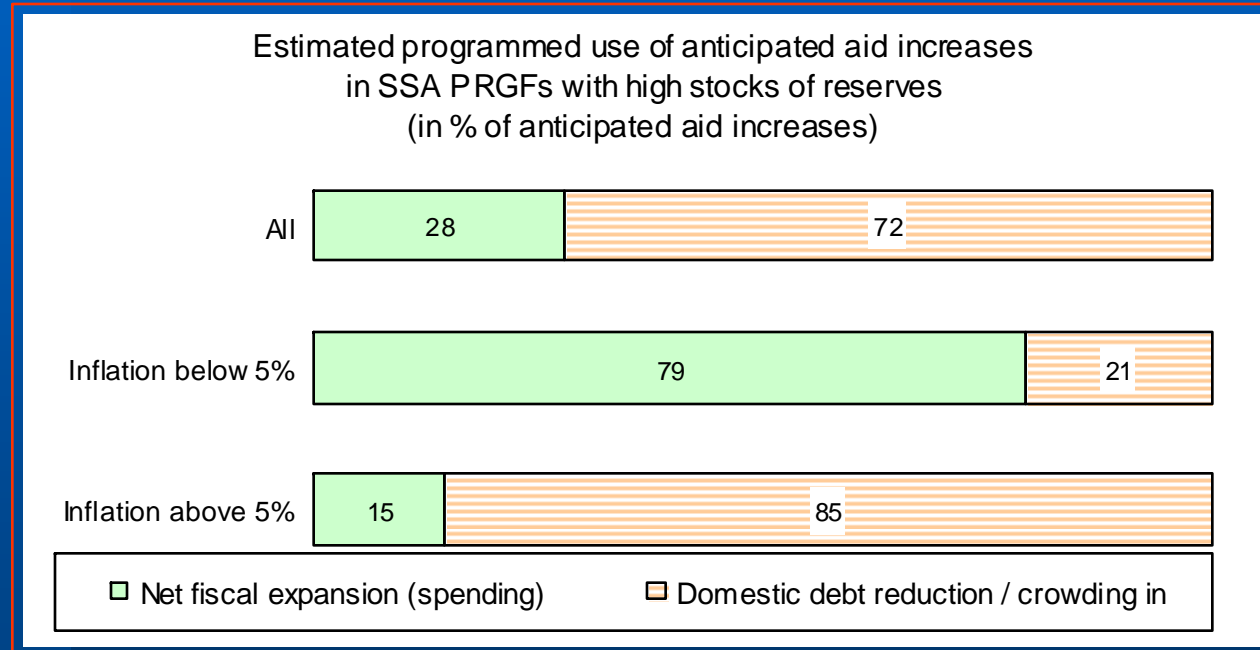 Estimated programmed use of anticipated aid increases
in SSA PRGFs with high stocks of reserves
(in % of anticipated aid increases)
All 28 72
Inflation below 5% 79 21
Inflation above 5% 15 85
Net fiscal expansion (spending) Domestic debt reduction / crowding in